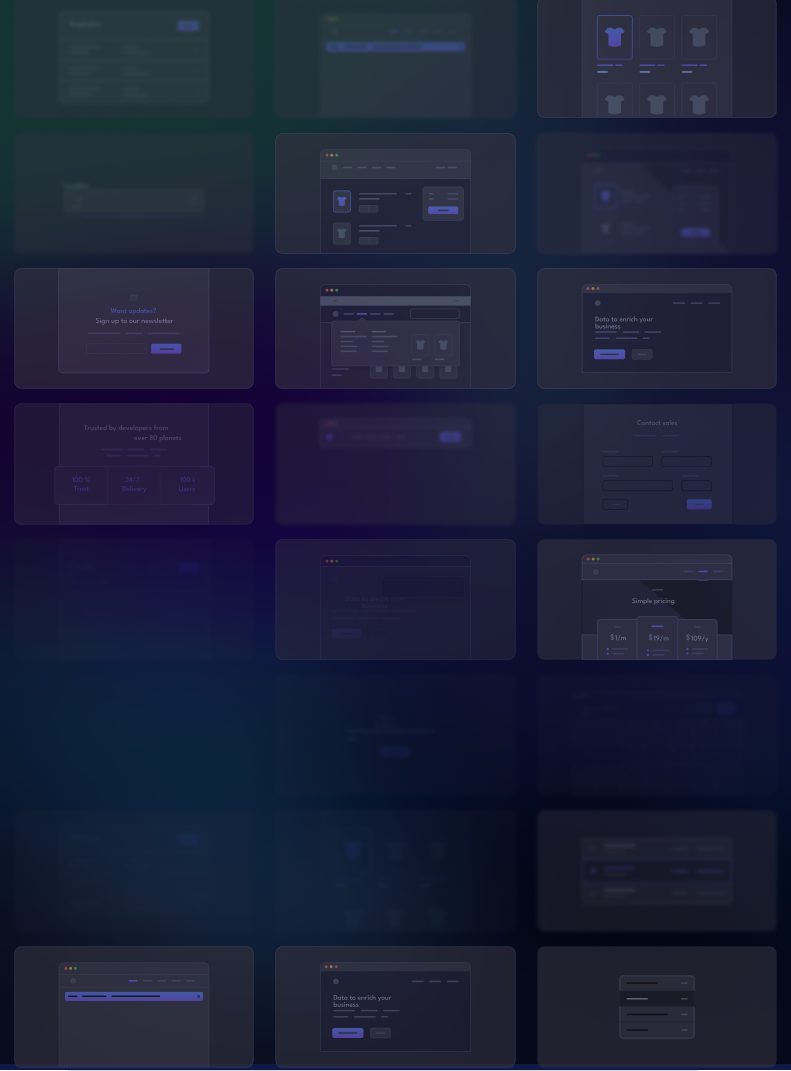 Want updates?
Sign up to our newsletter
Data to enrich your
business
Trusted by developers from
over 80 planets
100 %
Trust
24/7
Delivery
100 %
Users
Contact sales
Simple pricing
$ 1/m
$ 19/m
$ 109/y
Data to enrich your
business